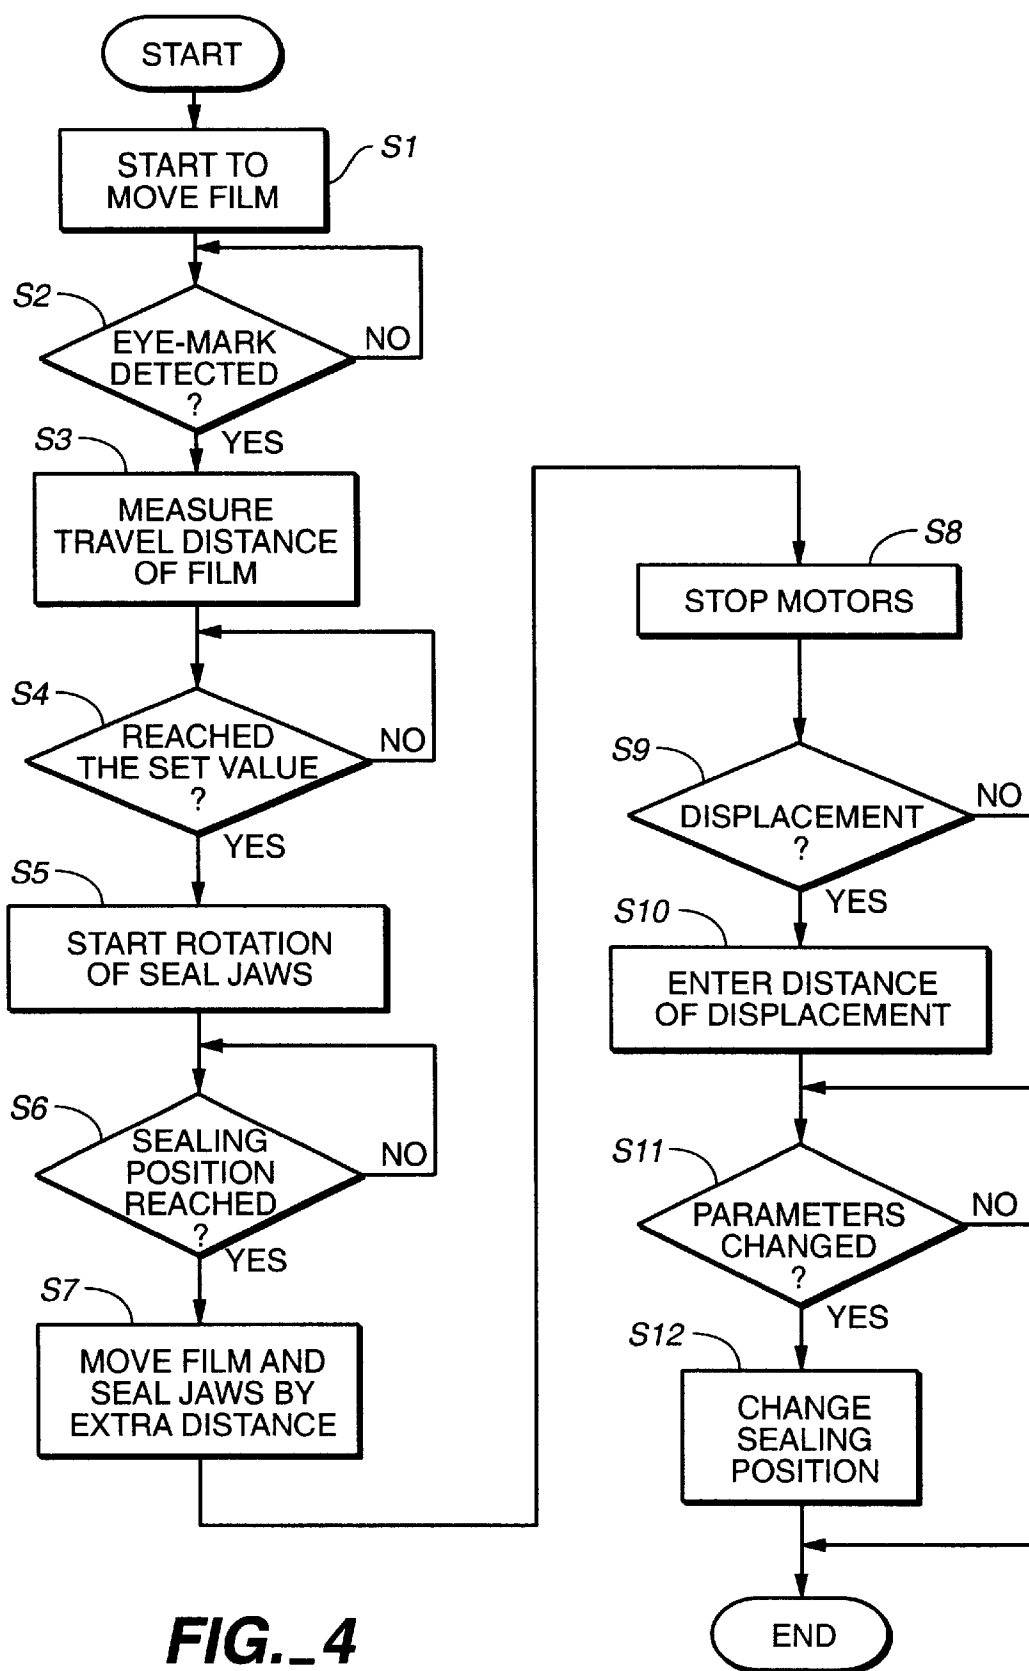 START
S1
START TO
MOVE FILM
S2
EYE-MARK
DETECTED
?
NO
YES
S3
MEASURE
TRAVEL DISTANCE
OF FILM
S4
REACHED
THE SET VALUE
?
NO
YES
S5
START ROTATION
OF SEAL JAWS
S6
SEALING
POSITION
REACHED
?
NO
YES
S7
MOVE FILM AND
SEAL JAWS BY
EXTRA DISTANCE
S8
STOP MOTORS
S9
DISPLACEMENT
?
NO
YES
S10
ENTER DISTANCE
OF DISPLACEMENT
S11
PARAMETERS
CHANGED
?
NO
YES
S12
CHANGE
SEALING
POSITION
END
FIG._4